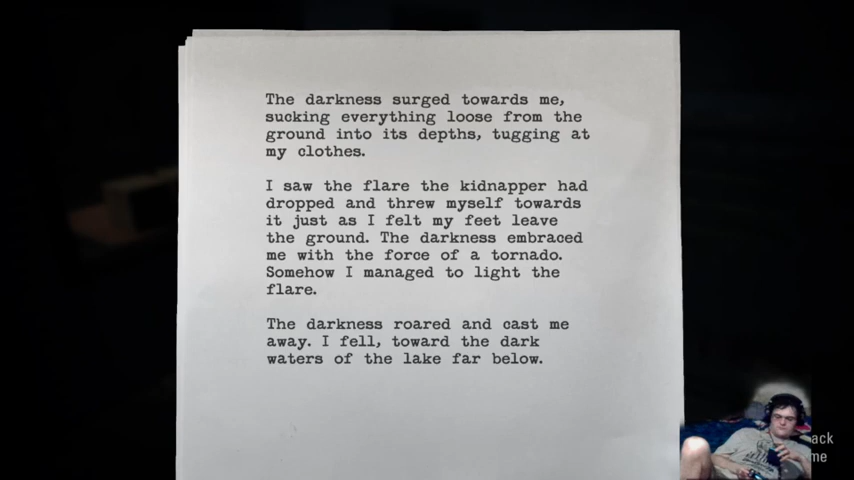 The darkness surged towards me,
sucking everything loose from the
ground into its depths, tugging at
my clothes.
I saw the flare the kidnapper had
dropped and threw myself towards
it just as I felt my feet leave
the ground. The darkness embraced
me with the force of a tornado.
Somehow I managed to light the
flare.
The darkness roared and cast me
away. I fell, toward the dark
waters of the lake far below.